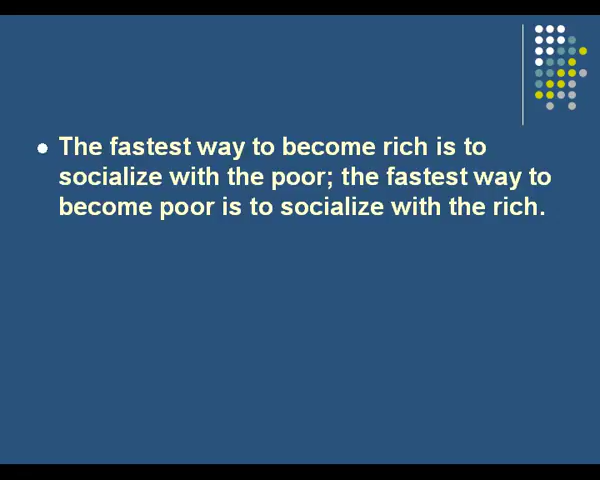 The fastest way to become rich is to
socialize with the poor; the fastest way to
become poor is to socialize with the rich.